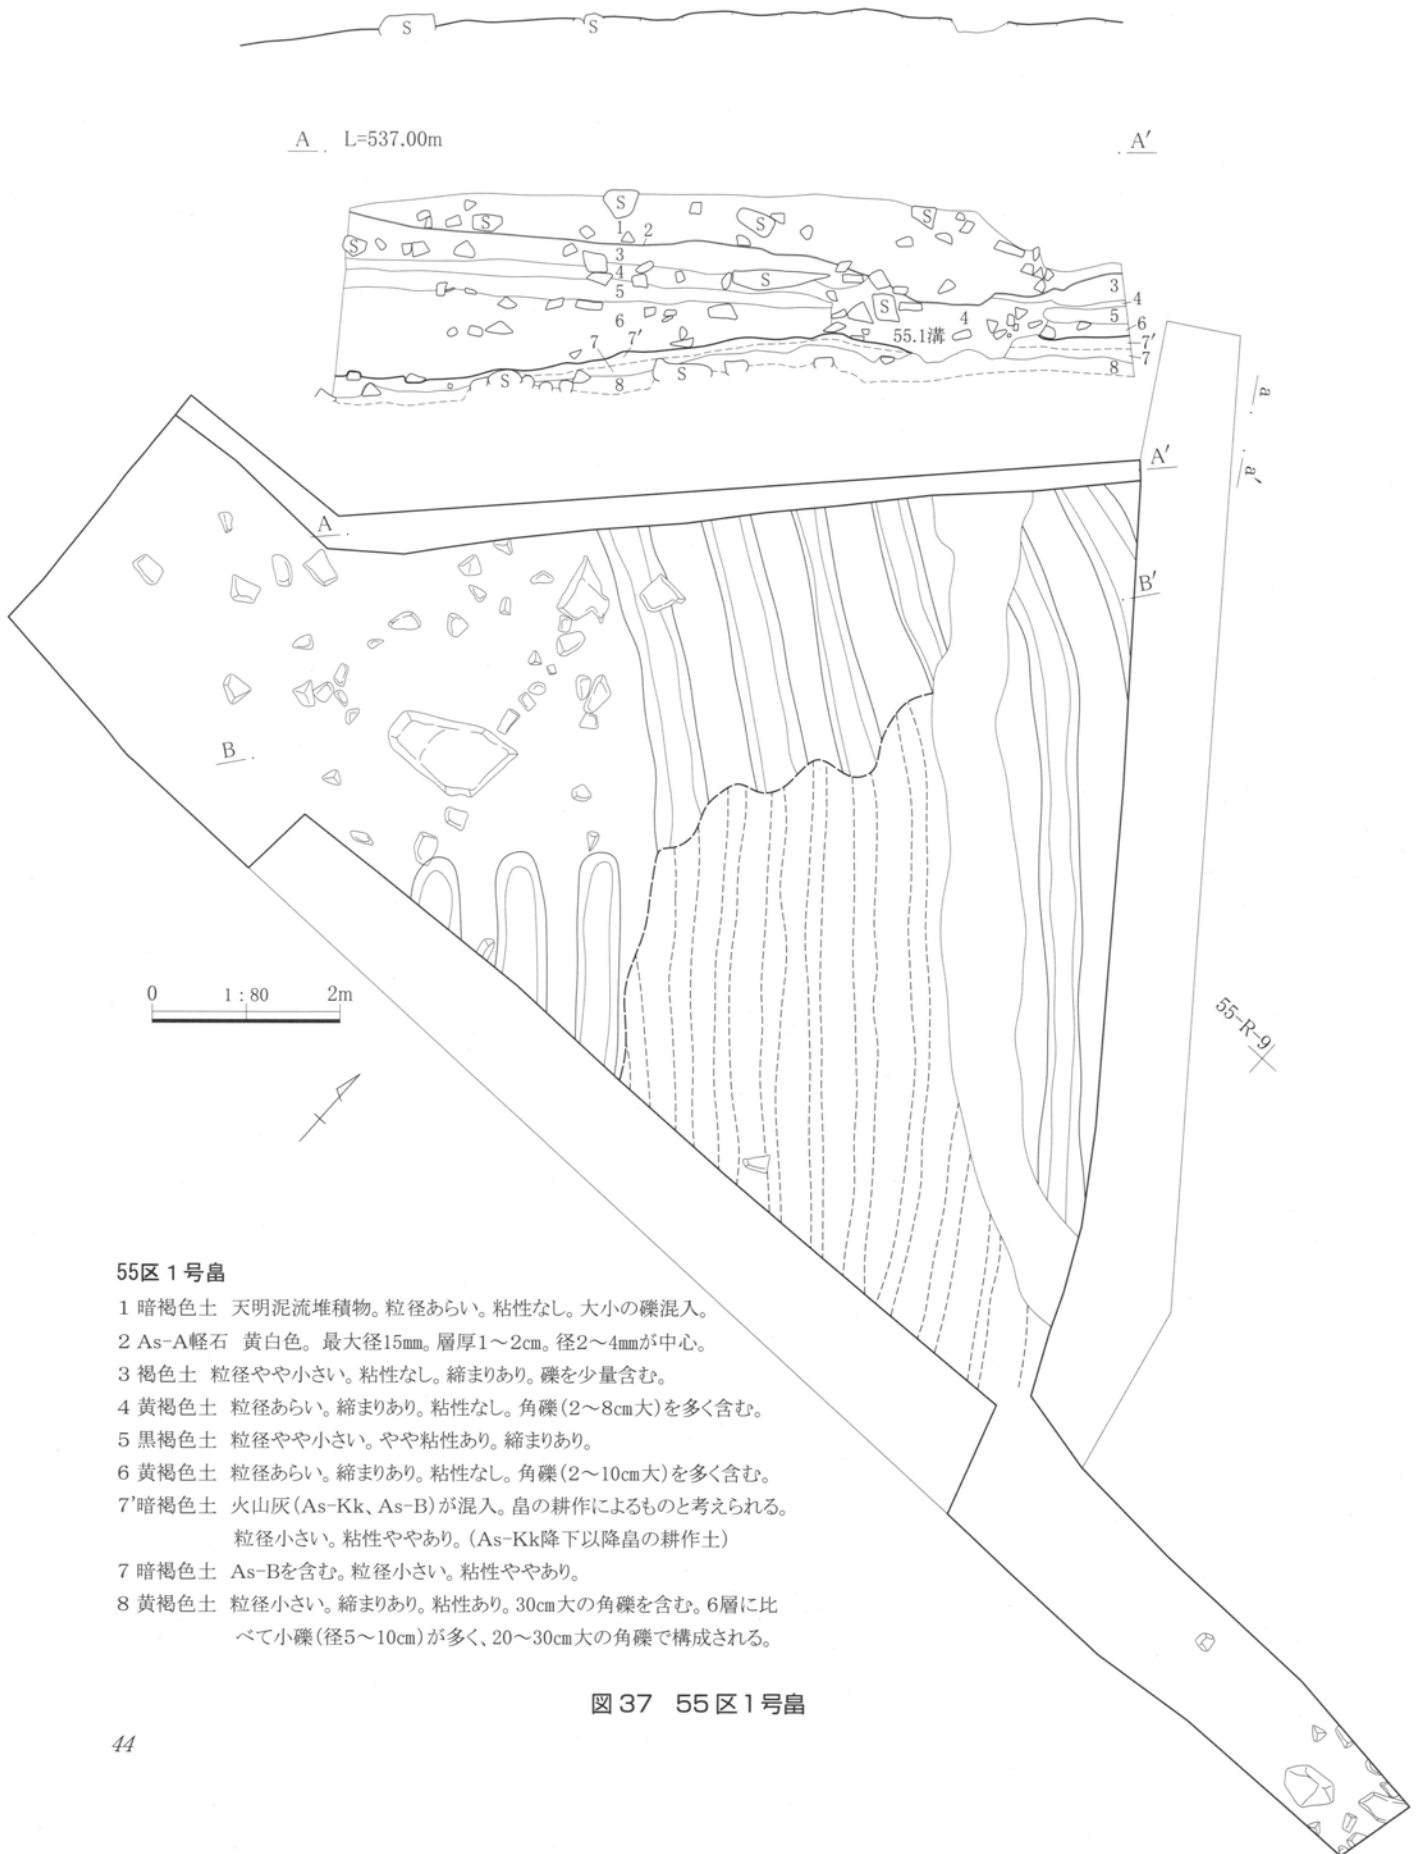 S S
A L=537.00m A′
S S S S
1 2
S
3 3
4 S 4
5 S 4 5
6 55.1溝 6
7 7′ 7′
7
S 8 S 8
a
a′
A′
A
B′
B
0 1:80 2m
55-R-9
55区1号畠
1 暗褐色土 天明泥流堆積物。粒径あらい。粘性なし。大小の礫混入。
2 As-A軽石 黄白色。最大径15mm。層厚1～2cm。径2～4mmが中心。
3 褐色土 粒径やや小さい。粘性なし。締まりあり。礫を少量含む。
4 黄褐色土 粒径あらい。締まりあり。粘性なし。角礫(2～8cm大)を多く含む。
5 黒褐色土 粒径やや小さい。やや粘性あり。締まりあり。
6 黄褐色土 粒径あらい。締まりあり。粘性なし。角礫(2～10cm大)を多く含む。
7’暗褐色土 火山灰(As-Kk、As-B)が混入。畠の耕作によるものと考えられる。
粒径小さい。粘性ややあり。(As-Kk降下以降畠の耕作土)
7 暗褐色土 As-Bを含む。粒径小さい。粘性ややあり。
8 黄褐色土 粒径小さい。締まりあり。粘性あり。30cm大の角礫を含む。6層に比
べて小礫(径5～10cm)が多く、20～30cm大の角礫で構成される。
図37 55区1号畠
44